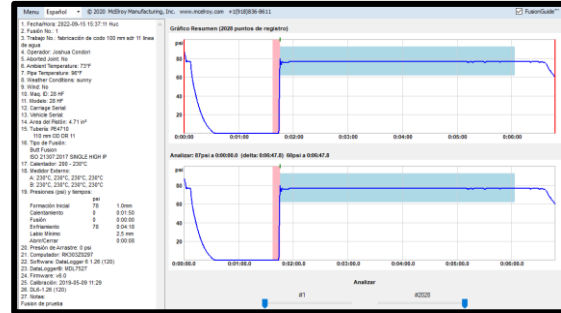 Menu Español © 2020 McElroy Manufacturing, Inc. www.mcelroy.com +1(918)836-8611 FusionGuide™
1. Fecha/Hora: 2022-09-15 15:37:11 Huc
2. Fusión No.: 1
3. Trabajo No.: fabricación de codo 100 mm sdr 11 linea
de agua
4. Operador: Joshua Condori
5. Aborted Joint: No
6. Ambient Temperature: 73°F
7. Pipe Temperature: 96°F
8. Weather Conditions: sunny
9. Wind: No
10. Maq. ID: 28 HF
11. Modelo: 28 HF
12. Carriage Serial:
13. Machine Serial:
14. Area del Pistón: 4.71 in²
15. Tubería: PE4710
110 mm OD DR 11
16. Tipo de Fusión:
Butt Fusion
ISO 21307:2017 SINGLE HIGH IP
17. Calentador: 200 - 230°C
18. Medidor Externo:
A: 230°C, 230°C, 230°C, 230°C
B: 230°C, 230°C, 230°C, 230°C
19. Presiones (psi) y tiempos:
psi
Formación Inicial 78 1.0mm
Calentamiento 0 0:01:50
Fusión 0 0:00:00
Enfriamiento 78 0:04:10
Labio Mínimo 2,5 mm
Abrir/Cerrar 0:00:08
20. Presión de Arrastre: 0 psi
21. Computador: RK303Z0297
22. Software: DataLogger 6 1.26 (120)
23. DataLogger®: MDL7527
24. Firmware: v6.0
25. Calibración: 2019-05-09 11:29
26. DL6-1.26 (120)
27. Notas:
Fusion de prueba
Gráfico Resumen (2028 puntos de registro)
psi
80
60
40
20
0:00:00 0:01:00 0:02:00 0:03:00 0:04:00 0:05:00 0:06:00
Analizar: 87psi a 0:00:00.0 (delta: 0:06:47.8) 60psi a 0:06:47.8
psi
80
60
40
20
0:00:00.0 0:01:00.0 0:02:00.0 0:03:00.0 0:04:00.0 0:05:00.0 0:06:00.0
Analizar
#1 #2028